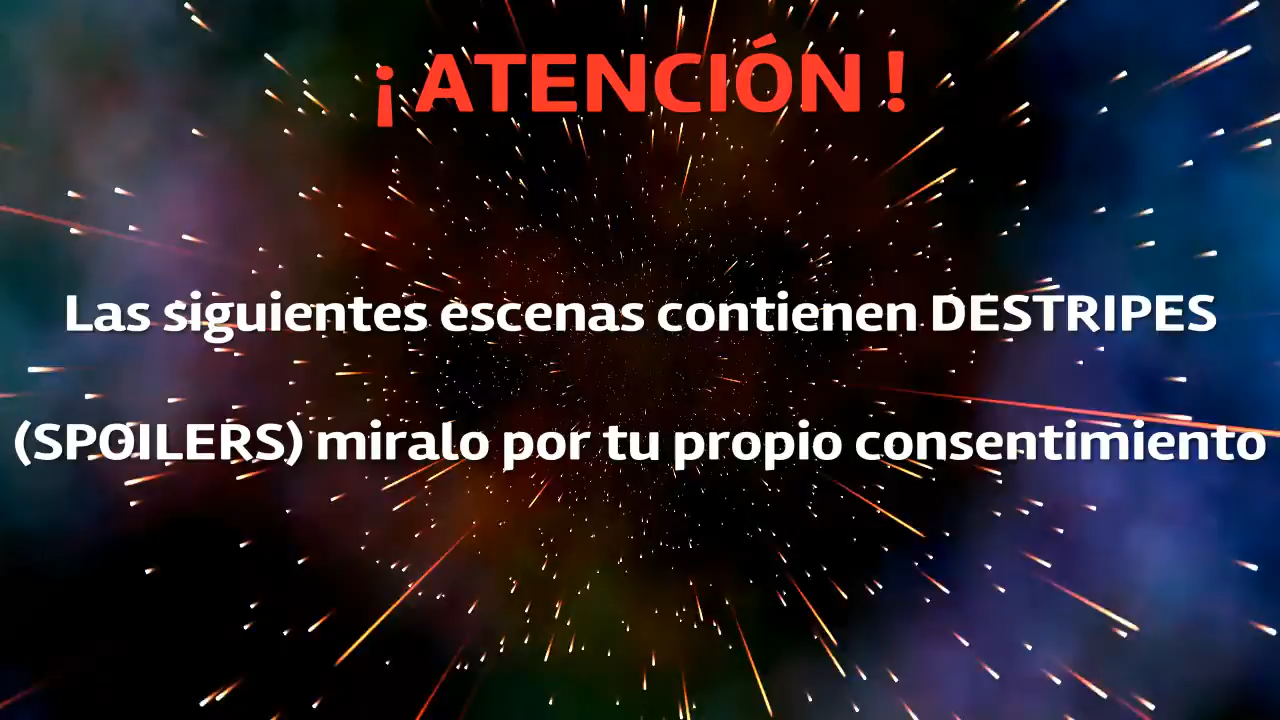 ¡ ATENCIÓN !
Las siguientes escenas contienen DESTRIPES
(SPOILERS) miralo por tu propio consentimiento